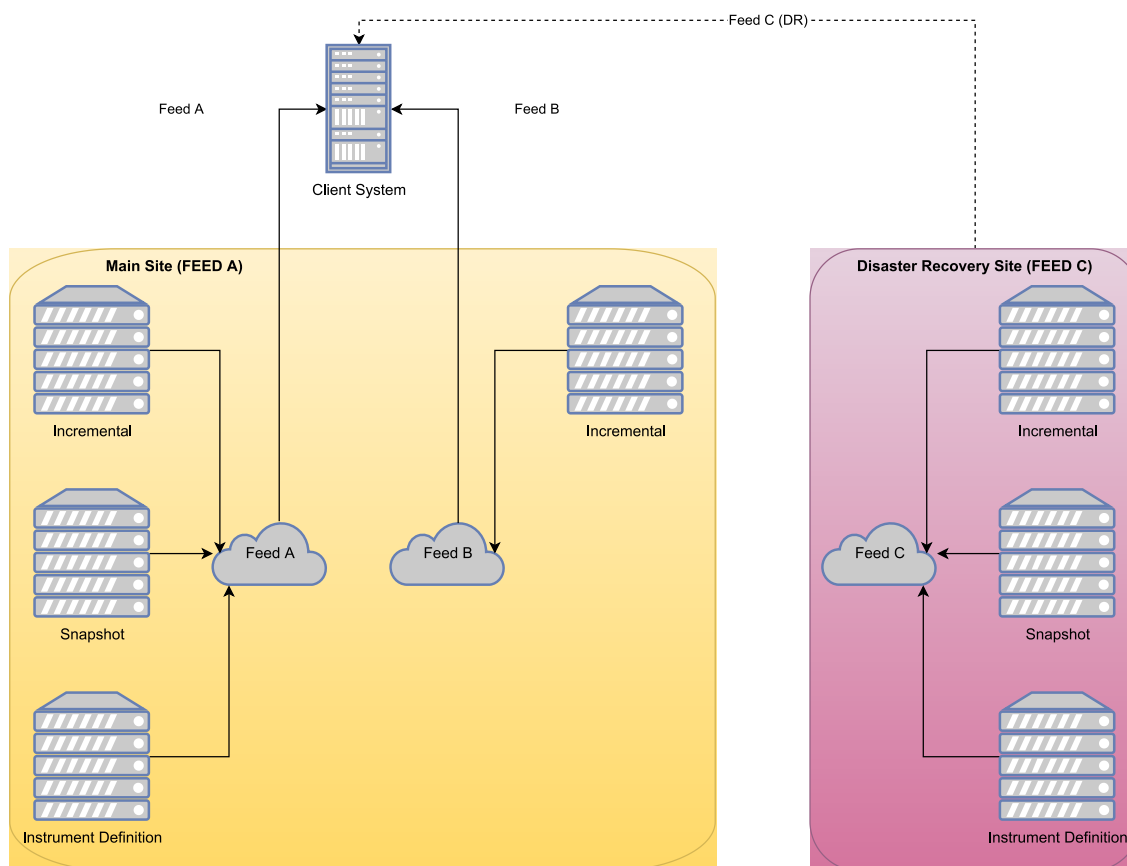 Feed C (DR)
Feed A
Feed B
Client System
Main Site (FEED A)
Disaster Recovery Site (FEED C)
Incremental
Incremental
Incremental
Feed A
Feed B
Feed C
Snapshot
Snapshot
Instrument Definition
Instrument Definition